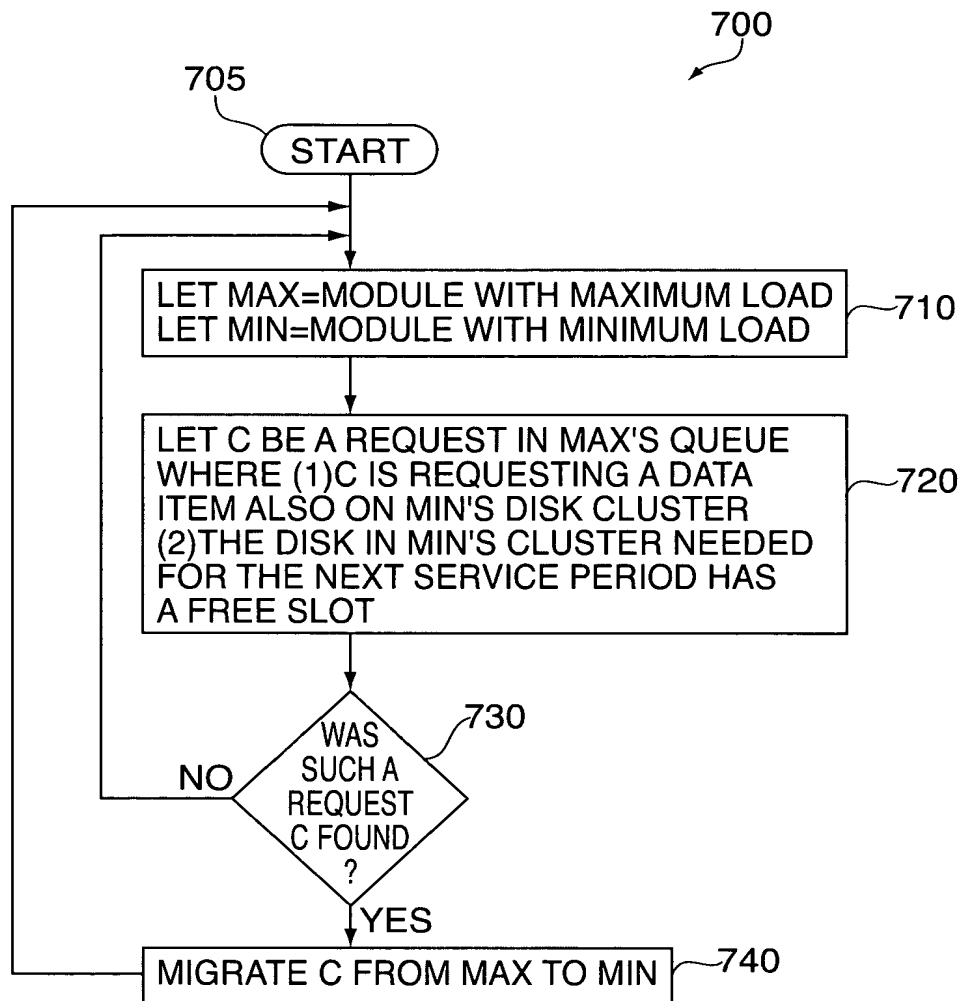 700
705
START
LET MAX=MODULE WITH MAXIMUM LOAD
LET MIN=MODULE WITH MINIMUM LOAD
710
LET C BE A REQUEST IN MAX'S QUEUE
WHERE (1)C IS REQUESTING A DATA
ITEM ALSO ON MIN'S DISK CLUSTER
(2)THE DISK IN MIN'S CLUSTER NEEDED
FOR THE NEXT SERVICE PERIOD HAS
A FREE SLOT
720
WAS
SUCH A
REQUEST
C FOUND
?
730
NO
YES
MIGRATE C FROM MAX TO MIN
740